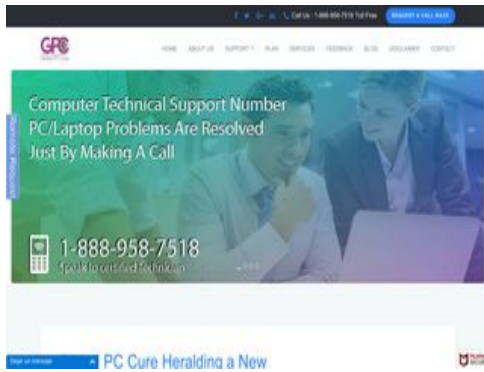 Call Us : 1-888-958-7518 Toll Free
REQUEST A CALL BACK
GPC
HOME ABOUT US SUPPORT PLAN SERVICES FEEDBACK BLOG DISCLAIMER CONTACT
Computer Technical Support Number
PC/Laptop Problems Are Resolved
Just By Making A Call
1-888-958-7518
Speak to certified Technician
PC Cure Heralding a New